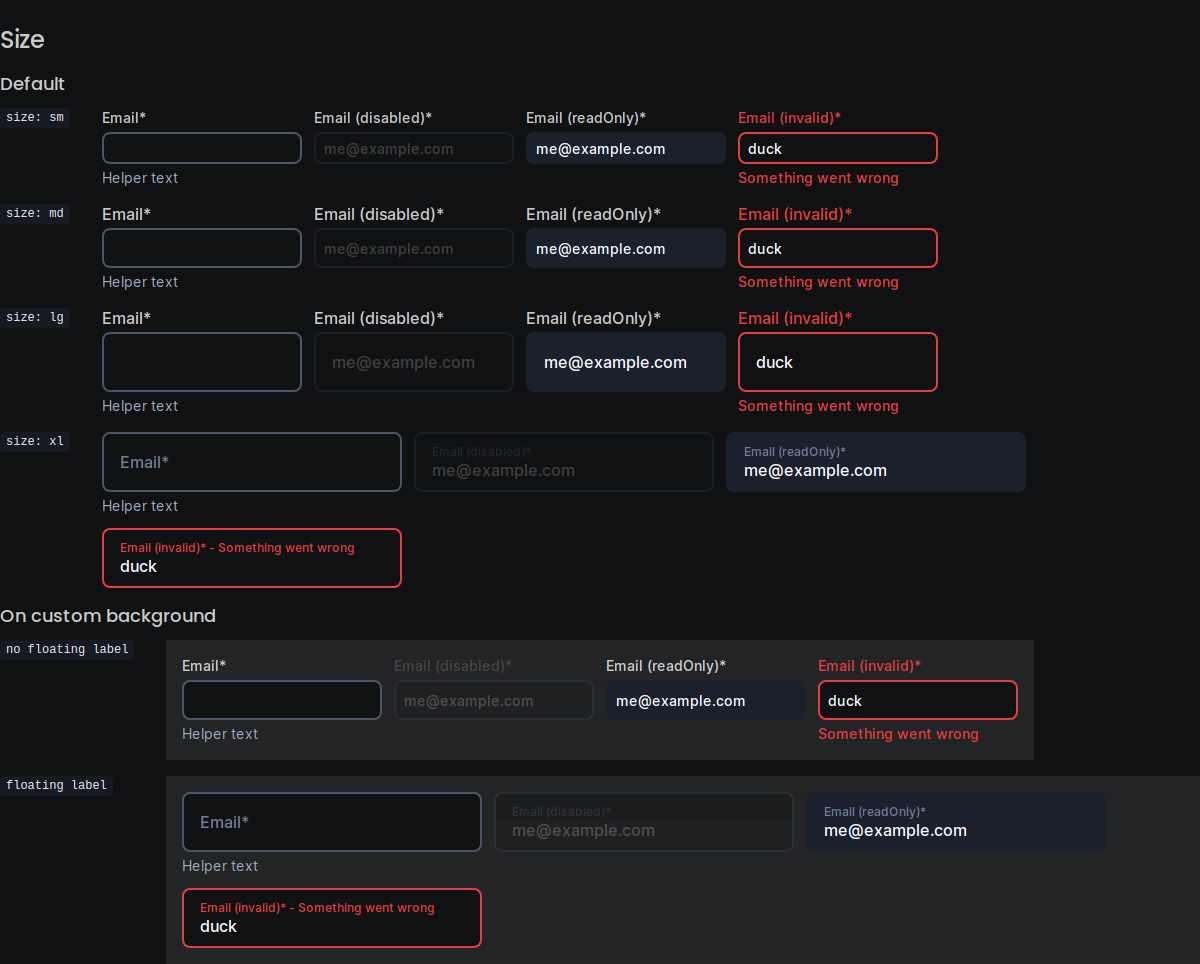 Size
Default
size: sm
Email* Email (disabled)* Email (readOnly)* Email (invalid)*
me@example.com me@example.com duck
Helper text Something went wrong
size: md
Email* Email (disabled)* Email (readOnly)* Email (invalid)*
me@example.com me@example.com duck
Helper text Something went wrong
size: lg
Email* Email (disabled)* Email (readOnly)* Email (invalid)*
me@example.com me@example.com duck
Helper text Something went wrong
size: xl
Email* Email (disabled)* Email (readOnly)*
me@example.com me@example.com
Helper text
Email (invalid)* - Something went wrong
duck
On custom background
no floating label
Email* Email (disabled)* Email (readOnly)* Email (invalid)*
me@example.com me@example.com duck
Helper text Something went wrong
floating label
Email* Email (disabled)* Email (readOnly)*
me@example.com me@example.com
Helper text
Email (invalid)* - Something went wrong
duck